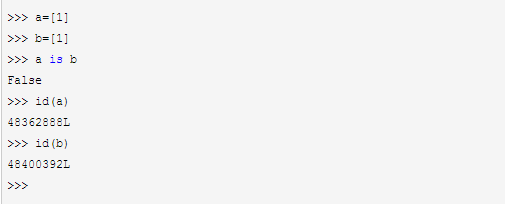 >>> a=[1]
>>> b=[1]
>>> a is b
False
>>> id(a)
48362888L
>>> id(b)
48400392L
>>>